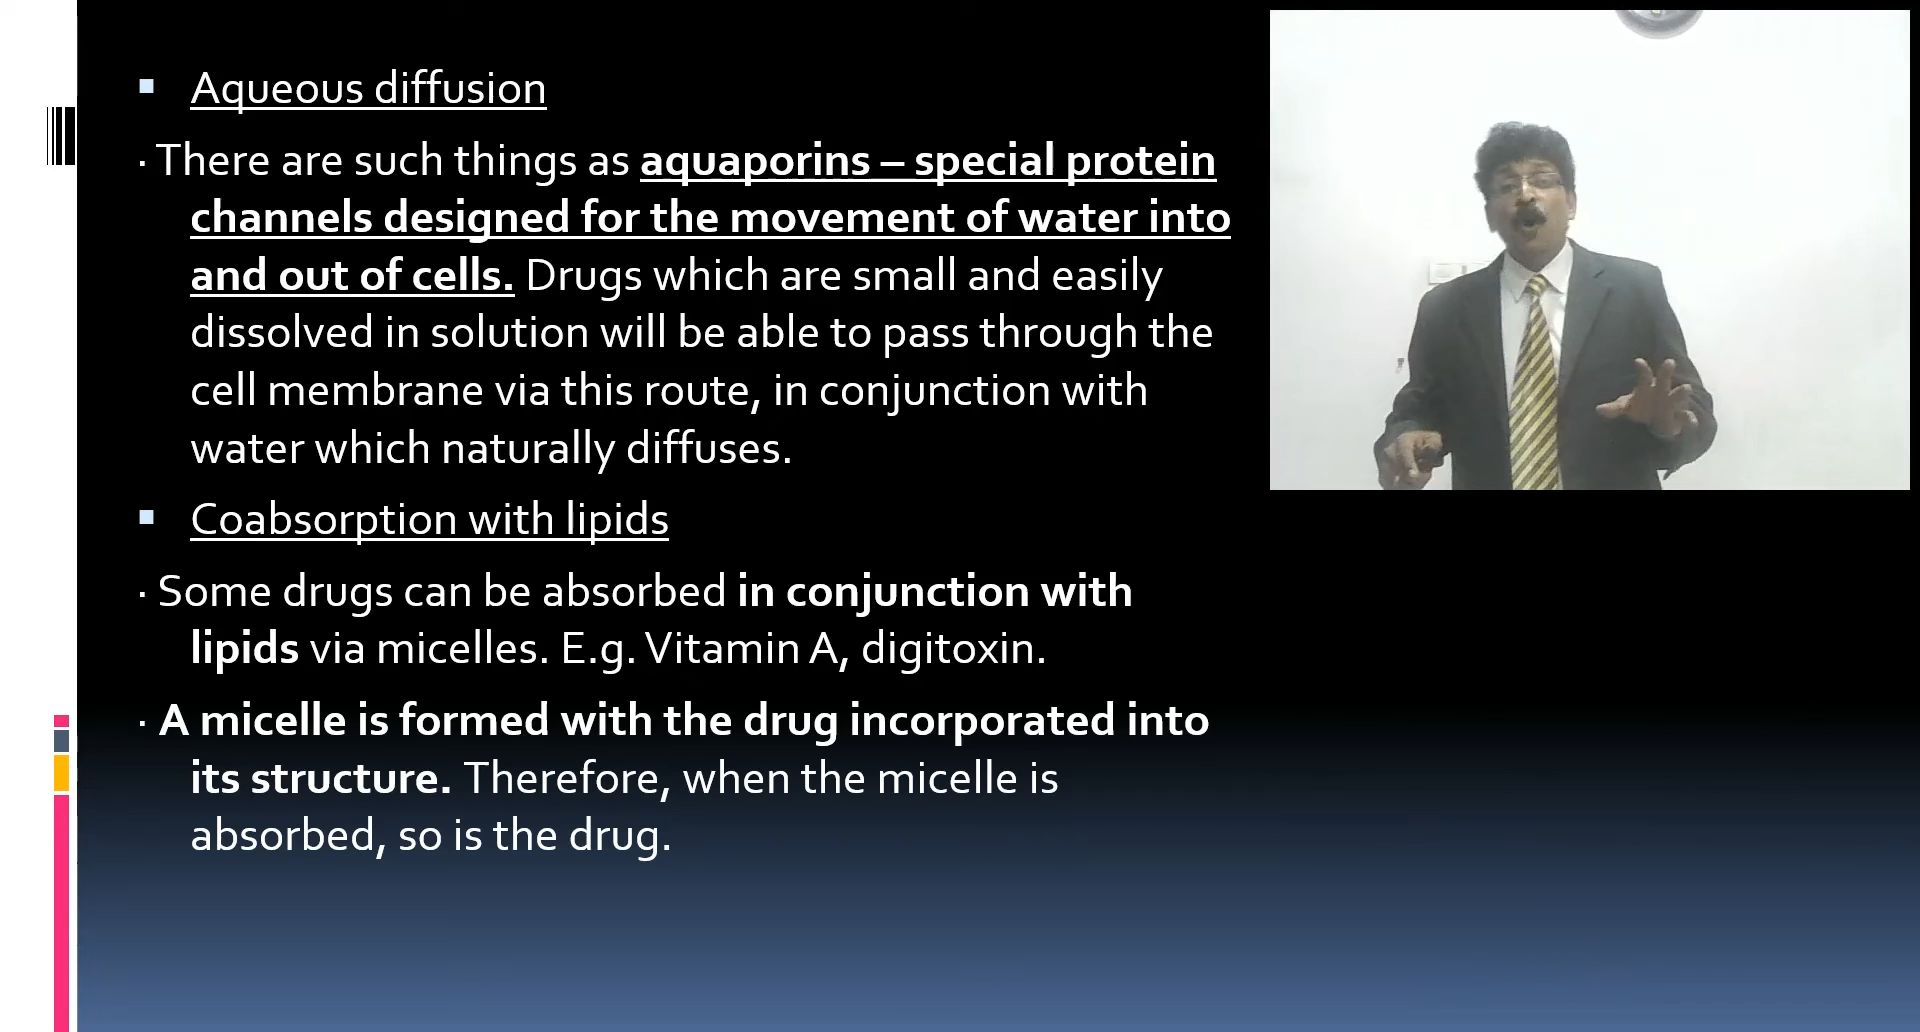 Aqueous diffusion
· There are such things as aquaporins – special protein
channels designed for the movement of water into
and out of cells. Drugs which are small and easily
dissolved in solution will be able to pass through the
cell membrane via this route, in conjunction with
water which naturally diffuses.
Coabsorption with lipids
· Some drugs can be absorbed in conjunction with
lipids via micelles. E.g. Vitamin A, digitoxin.
· A micelle is formed with the drug incorporated into
its structure. Therefore, when the micelle is
absorbed, so is the drug.